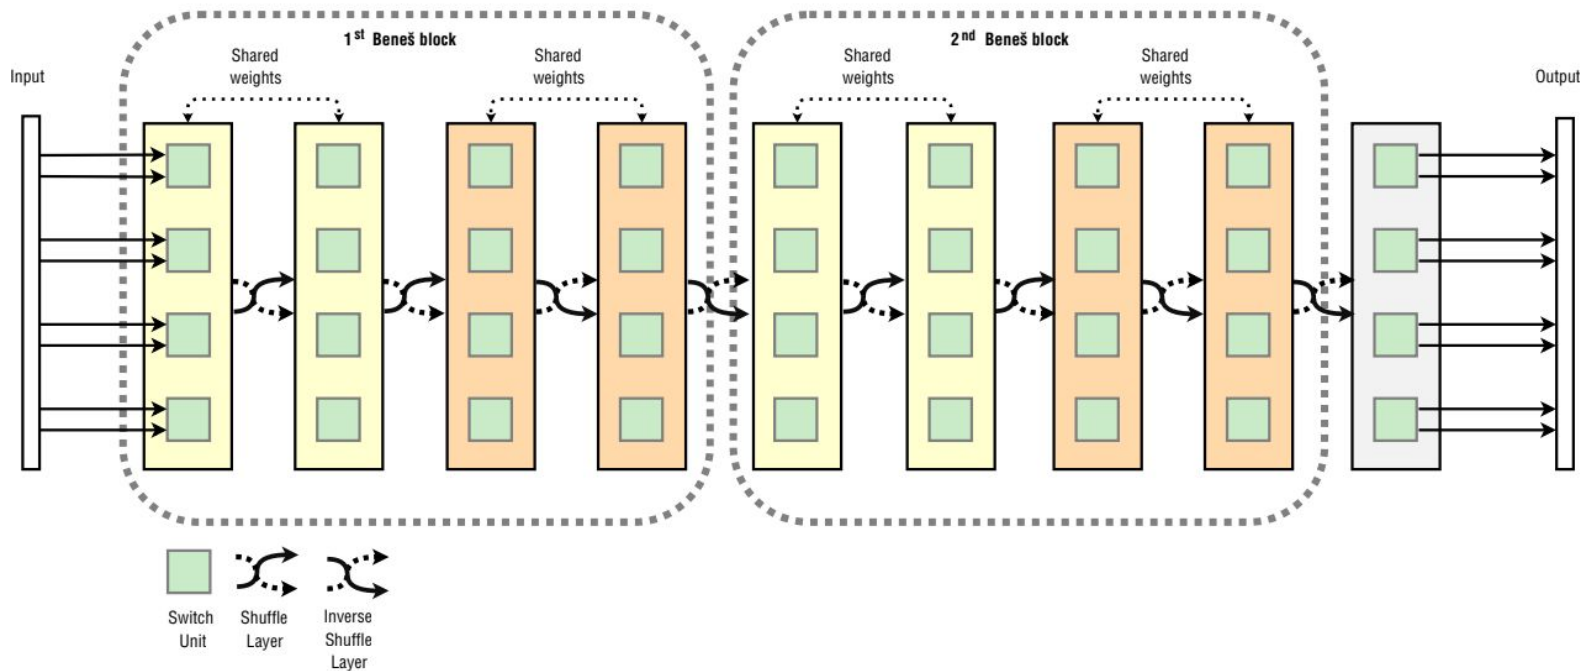 1st Beneš block
2nd Beneš block
Shared
weights
Shared
weights
Shared
weights
Shared
weights
Input
Output
Switch
Unit
Shuffle
Layer
Inverse
Shuffle
Layer